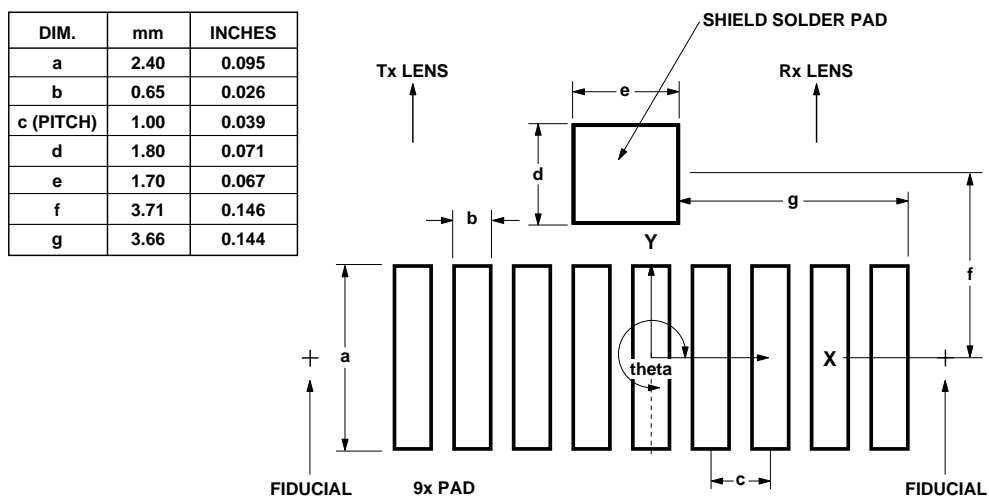 DIM. mm INCHES
a 2.40 0.095
b 0.65 0.026
c (PITCH) 1.00 0.039
d 1.80 0.071
e 1.70 0.067
f 3.71 0.146
g 3.66 0.144
SHIELD SOLDER PAD
Tx LENS
Rx LENS
e
d
g
b
Y
f
a
X
theta
c
FIDUCIAL
9x PAD
FIDUCIAL